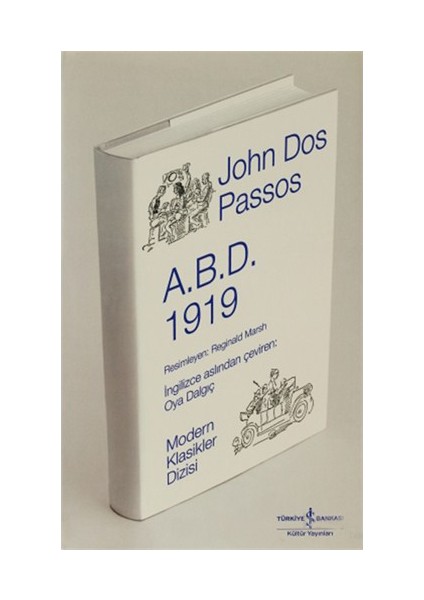 John Dos
Passos
A.B.D.
1919
Resimleyen: Reginald Marsh
İngilizce aslından çeviren:
Oya Dalgıç
Modern
Klasikler
Dizisi
TÜRKİYE İŞ BANKASI
Kültür Yayınları